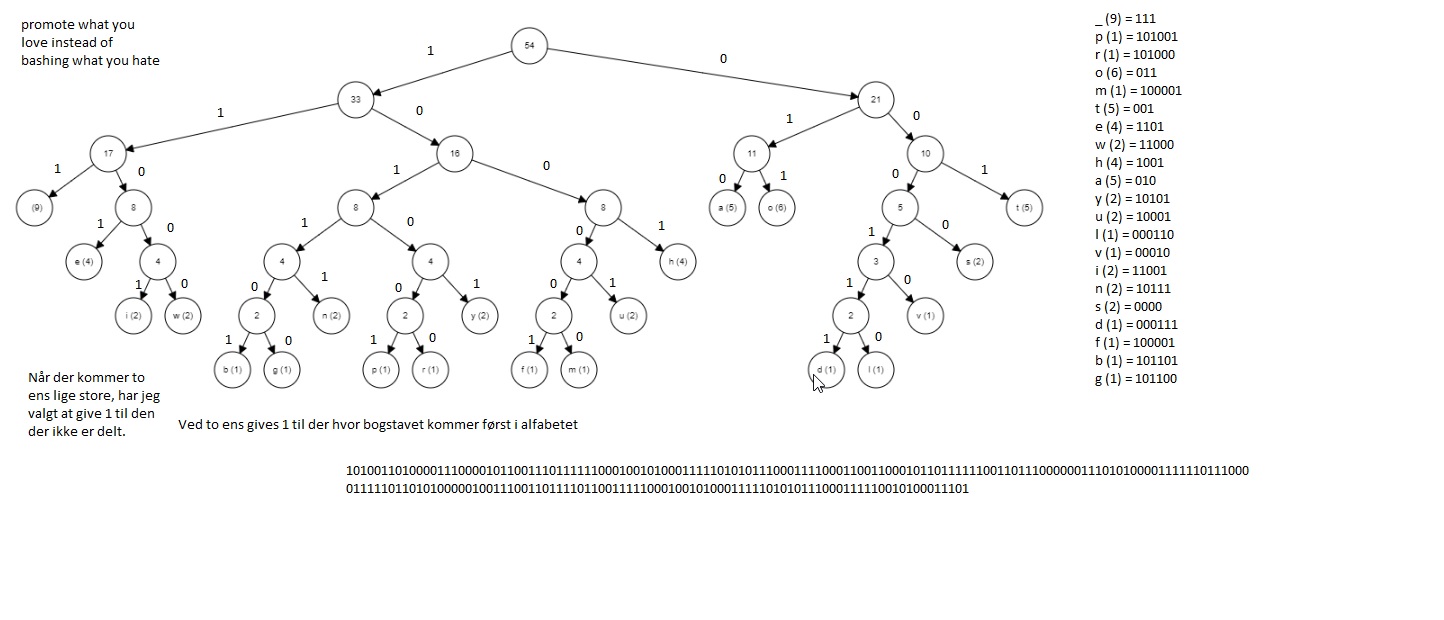 promote what you
love instead of
bashing what you hate
54
1
0
33
21
1
0
1
0
17
16
11
10
1
0
1
0
0
1
0
1
(9)
8
8
8
a (5)
o (6)
5
t (5)
1
0
1
0
0
1
1
0
e (4)
4
4
4
4
h (4)
3
s (2)
1
0
0
1
0
1
0
1
1
0
i (2)
w (2)
2
n (2)
2
y (2)
2
u (2)
2
v (1)
1
0
1
0
1
0
1
0
b (1)
g (1)
p (1)
r (1)
f (1)
m (1)
d (1)
l (1)
_ (9) = 111
p (1) = 101001
r (1) = 101000
o (6) = 011
m (1) = 100001
t (5) = 001
e (4) = 1101
w (2) = 11000
h (4) = 1001
a (5) = 010
y (2) = 10101
u (2) = 10001
l (1) = 000110
v (1) = 00010
i (2) = 11001
n (2) = 10111
s (2) = 0000
d (1) = 000111
f (1) = 100001
b (1) = 101101
g (1) = 101100
Når der kommer to
ens lige store, har jeg
valgt at give 1 til den
der ikke er delt.
Ved to ens gives 1 til der hvor bogstavet kommer først i alfabetet
101001101000011100001011001110111111000100101000111110101011100011110001100110001011011111100110111000000111010100001111110111000
01111101101010000010011100110111101100111110001001010001111101010111000111110010100011101